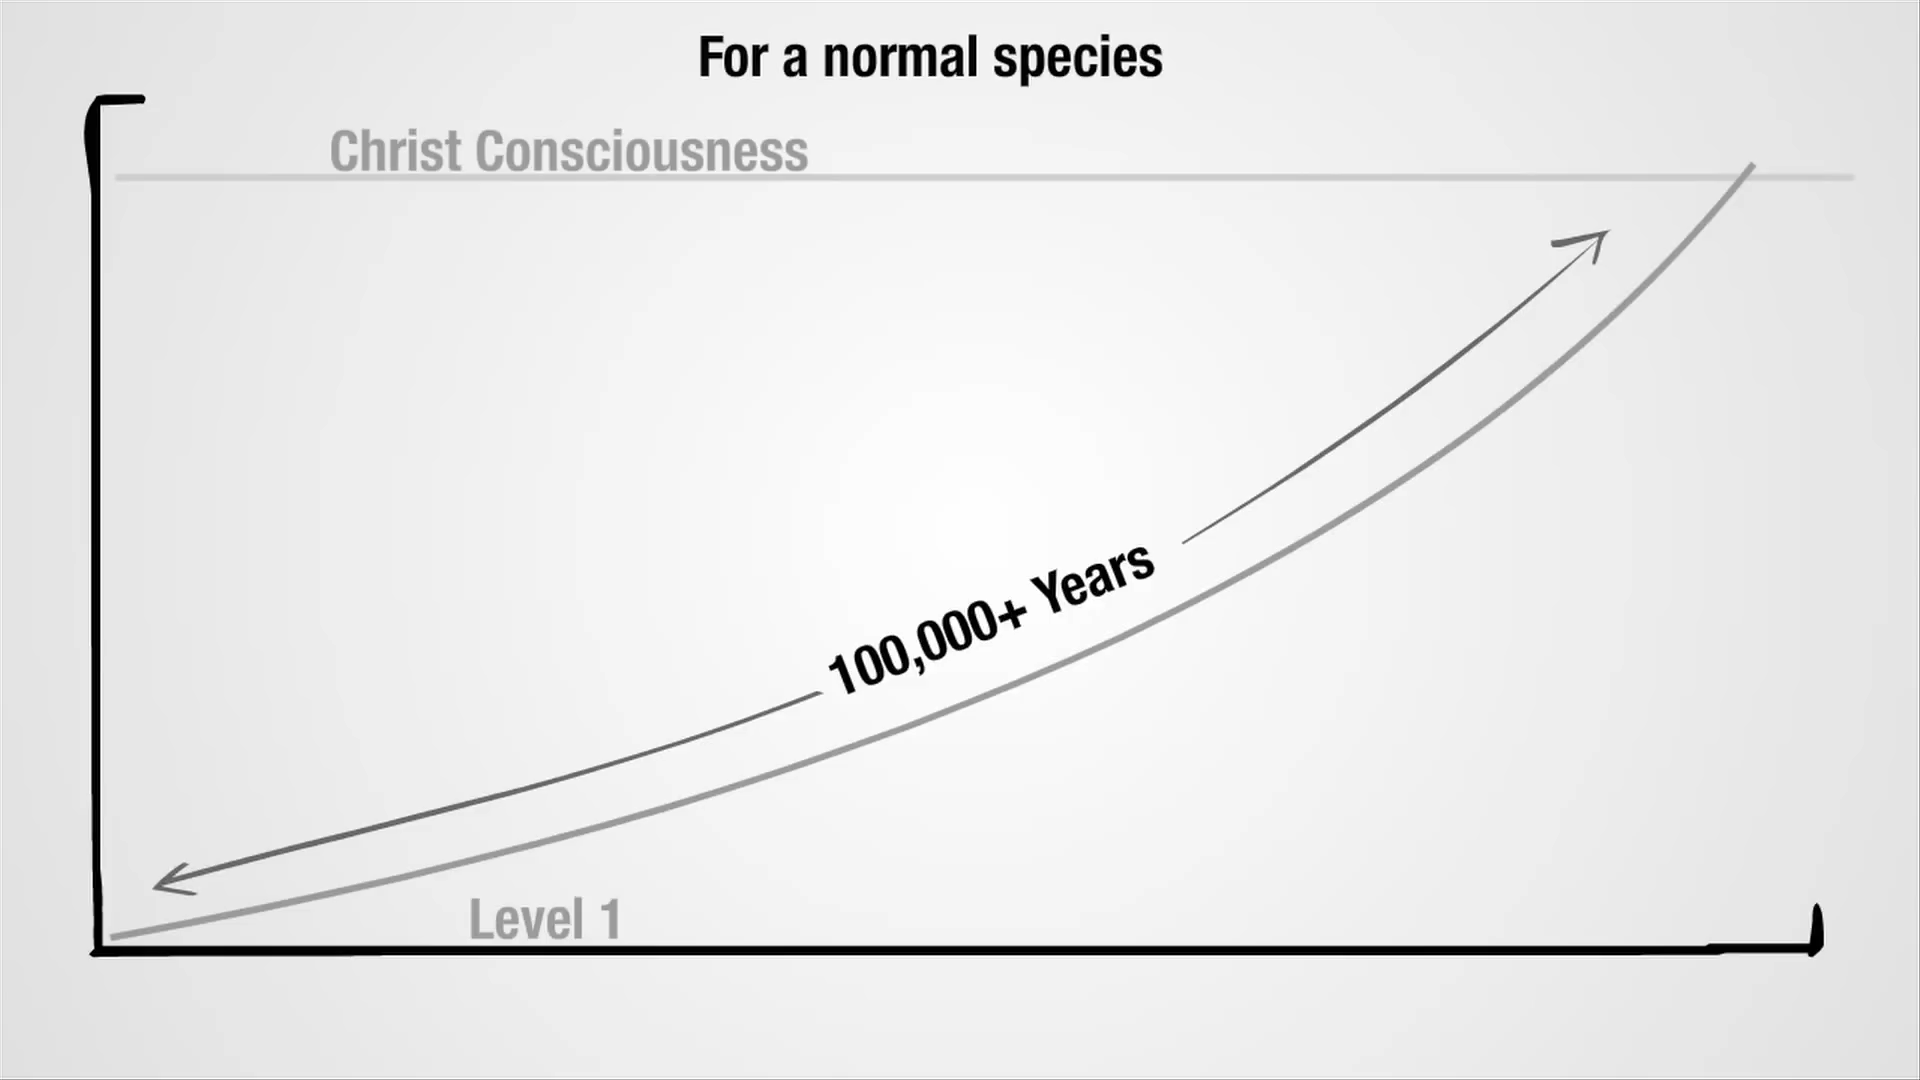 For a normal species
Christ Consciousness
100,000+ Years
Level 1